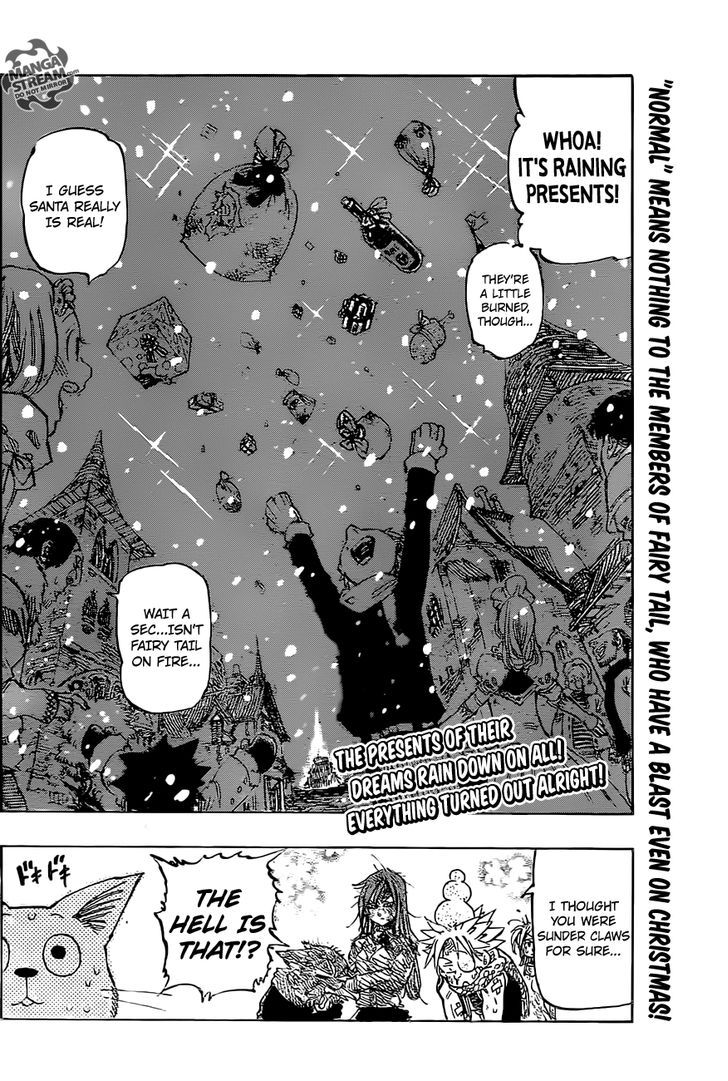 MANGA
STREAM.com
DO NOT MIRROR
"NORMAL" MEANS NOTHING TO THE MEMBERS OF FAIRY TAIL, WHO HAVE A BLAST EVEN ON CHRISTMAS!
WHOA!
IT'S RAINING
PRESENTS!
THEY'RE
A LITTLE
BURNED,
THOUGH...
I GUESS
SANTA REALLY
IS REAL!
WAIT A
SEC...ISN'T
FAIRY TAIL
ON FIRE...
THE PRESENTS OF THEIR
DREAMS RAIN DOWN ON ALL!
EVERYTHING TURNED OUT ALRIGHT!
I THOUGHT
YOU WERE
SUNDER CLAWS
FOR SURE...
THE
HELL IS
THAT!?
ドキドキ